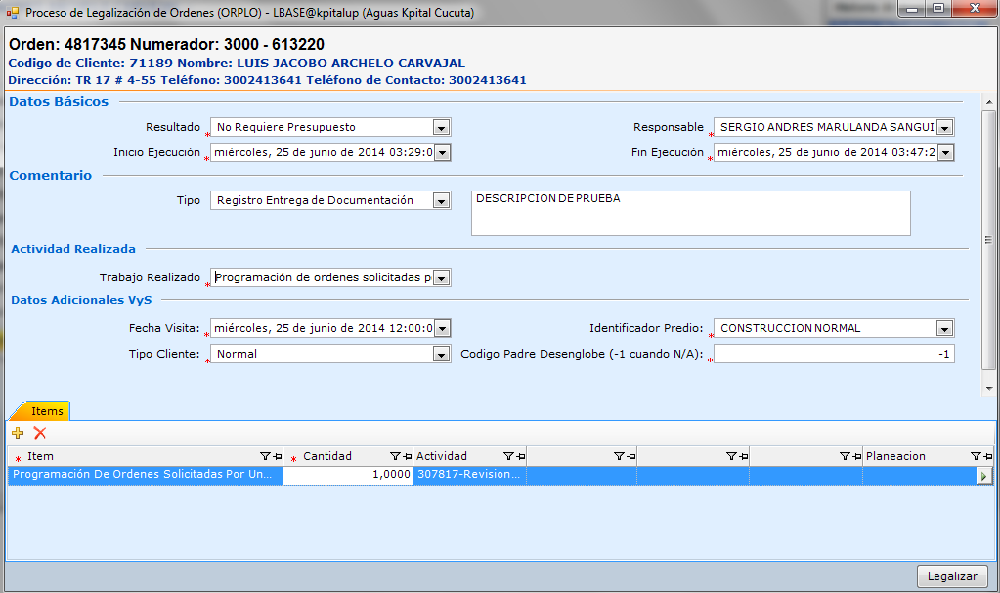 Proceso de Legalización de Ordenes (ORPLO) - LBASE@kpitalup (Aguas Kpital Cucuta)
Orden: 4817345 Numerador: 3000 - 613220
Codigo de Cliente: 71189 Nombre: LUIS JACOBO ARCHELO CARVAJAL
Dirección: TR 17 # 4-55 Teléfono: 3002413641 Teléfono de Contacto: 3002413641
Datos Básicos
Resultado * No Requiere Presupuesto Responsable * SERGIO ANDRES MARULANDA SANGUI
Inicio Ejecución * miércoles, 25 de junio de 2014 03:29:0 Fin Ejecución * miércoles, 25 de junio de 2014 03:47:2
Comentario
Tipo Registro Entrega de Documentación DESCRIPCION DE PRUEBA
Actividad Realizada
Trabajo Realizado * Programación de ordenes solicitadas p
Datos Adicionales VyS
Fecha Visita: * miércoles, 25 de junio de 2014 12:00:0 Identificador Predio: * CONSTRUCCION NORMAL
Tipo Cliente: * Normal Codigo Padre Desenglobe (-1 cuando N/A): * -1
Items
* Item * Cantidad Actividad Planeacion
Programación De Ordenes Solicitadas Por Un... 1,0000 307817-Revision...
Legalizar